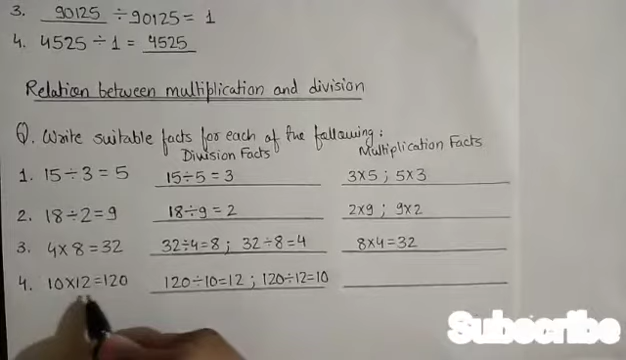 3. 90125 ÷ 90125 = 1
4. 4525 ÷ 1 = 4525
Relation between multiplication and division
Q. Write suitable facts for each of the following:
Division Facts Multiplication Facts
1. 15 ÷ 3 = 5 15 ÷ 5 = 3 3×5 ; 5×3
2. 18 ÷ 2 = 9 18 ÷ 9 = 2 2×9 ; 9×2
3. 4×8 = 32 32÷4 = 8 ; 32÷8 = 4 8×4 = 32
4. 10×12 = 120 120÷10=12 ; 120÷12=10
Subscribe